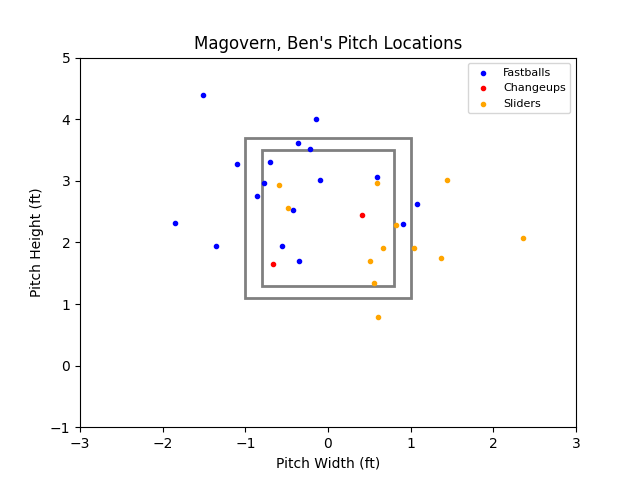 Magovern, Ben's Pitch Locations
Fastballs
Changeups
Sliders
5
4
3
2
1
0
−1
Pitch Height (ft)
−3
−2
−1
0
1
2
3
Pitch Width (ft)